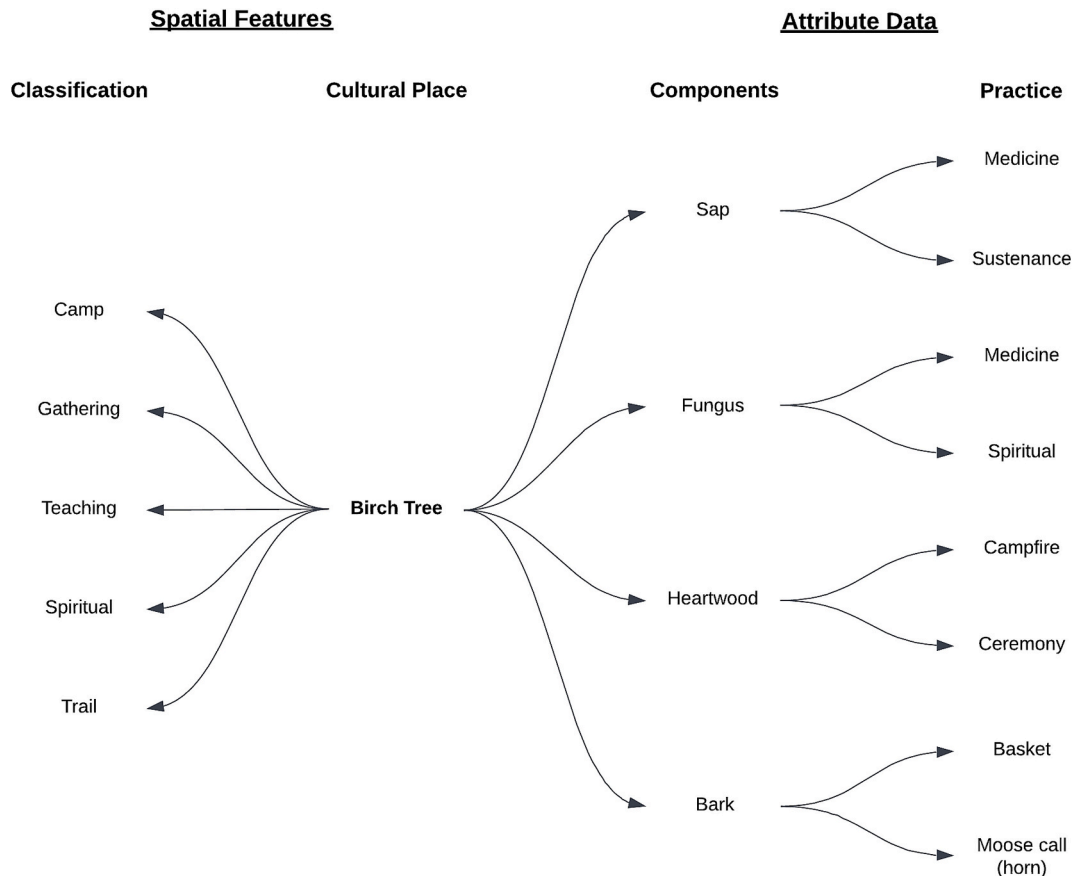 Spatial Features
Attribute Data
Classification
Cultural Place
Components
Practice
Camp
Gathering
Teaching
Spiritual
Trail
Birch Tree
Sap
Fungus
Heartwood
Bark
Medicine
Sustenance
Medicine
Spiritual
Campfire
Ceremony
Basket
Moose call
(horn)